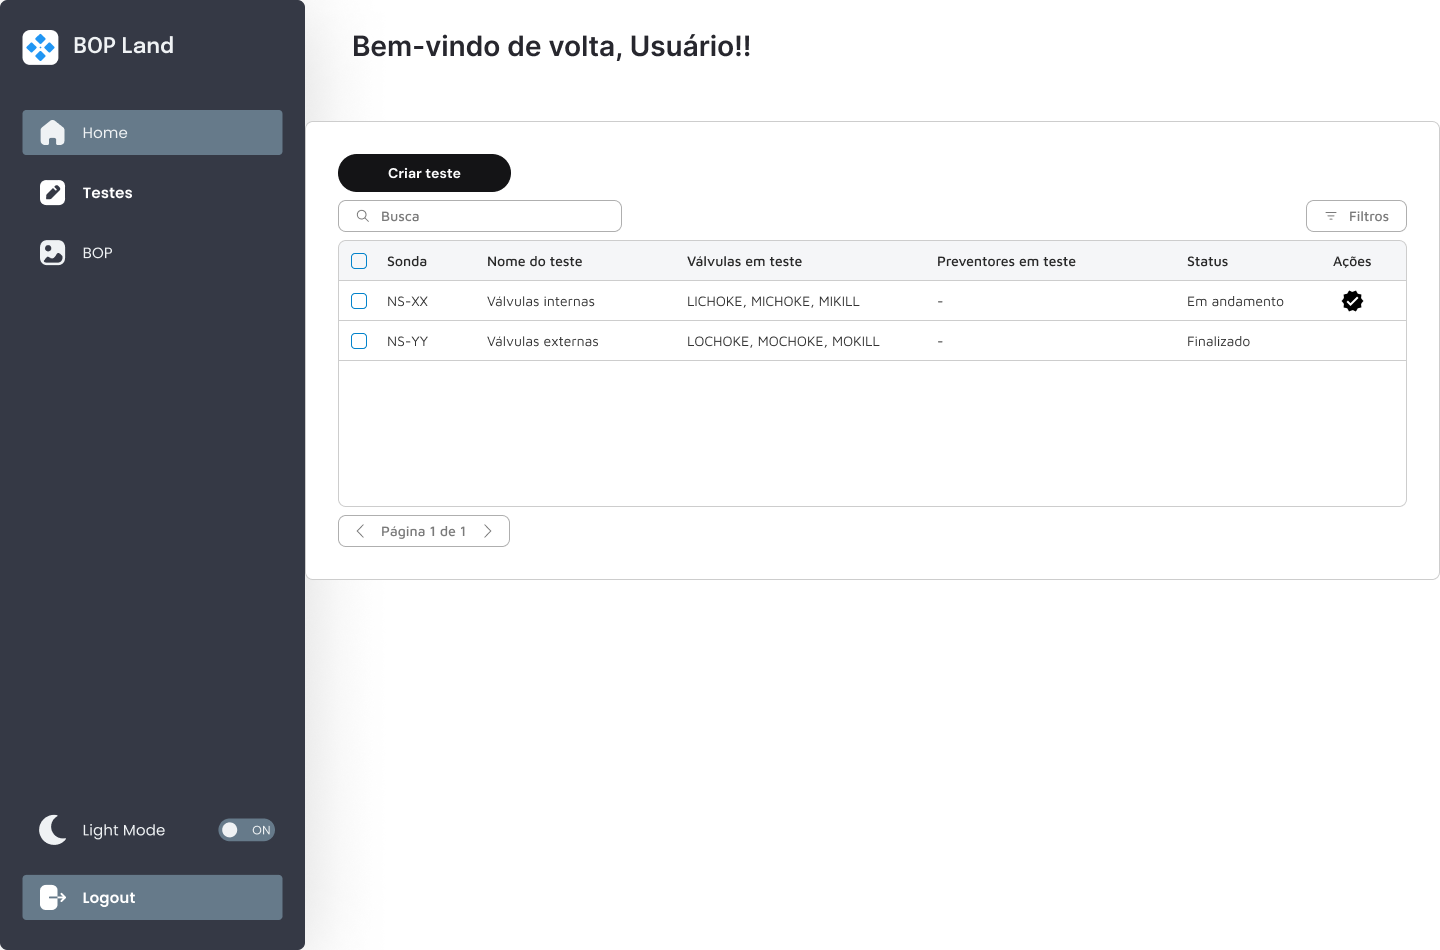 BOP Land
Home
Testes
BOP
Light Mode ON
Logout
Bem-vindo de volta, Usuário!!
Criar teste
Busca
Filtros
Sonda Nome do teste Válvulas em teste Preventores em teste Status Ações
NS-XX Válvulas internas LICHOKE, MICHOKE, MIKILL - Em andamento
NS-YY Válvulas externas LOCHOKE, MOCHOKE, MOKILL - Finalizado
Página 1 de 1